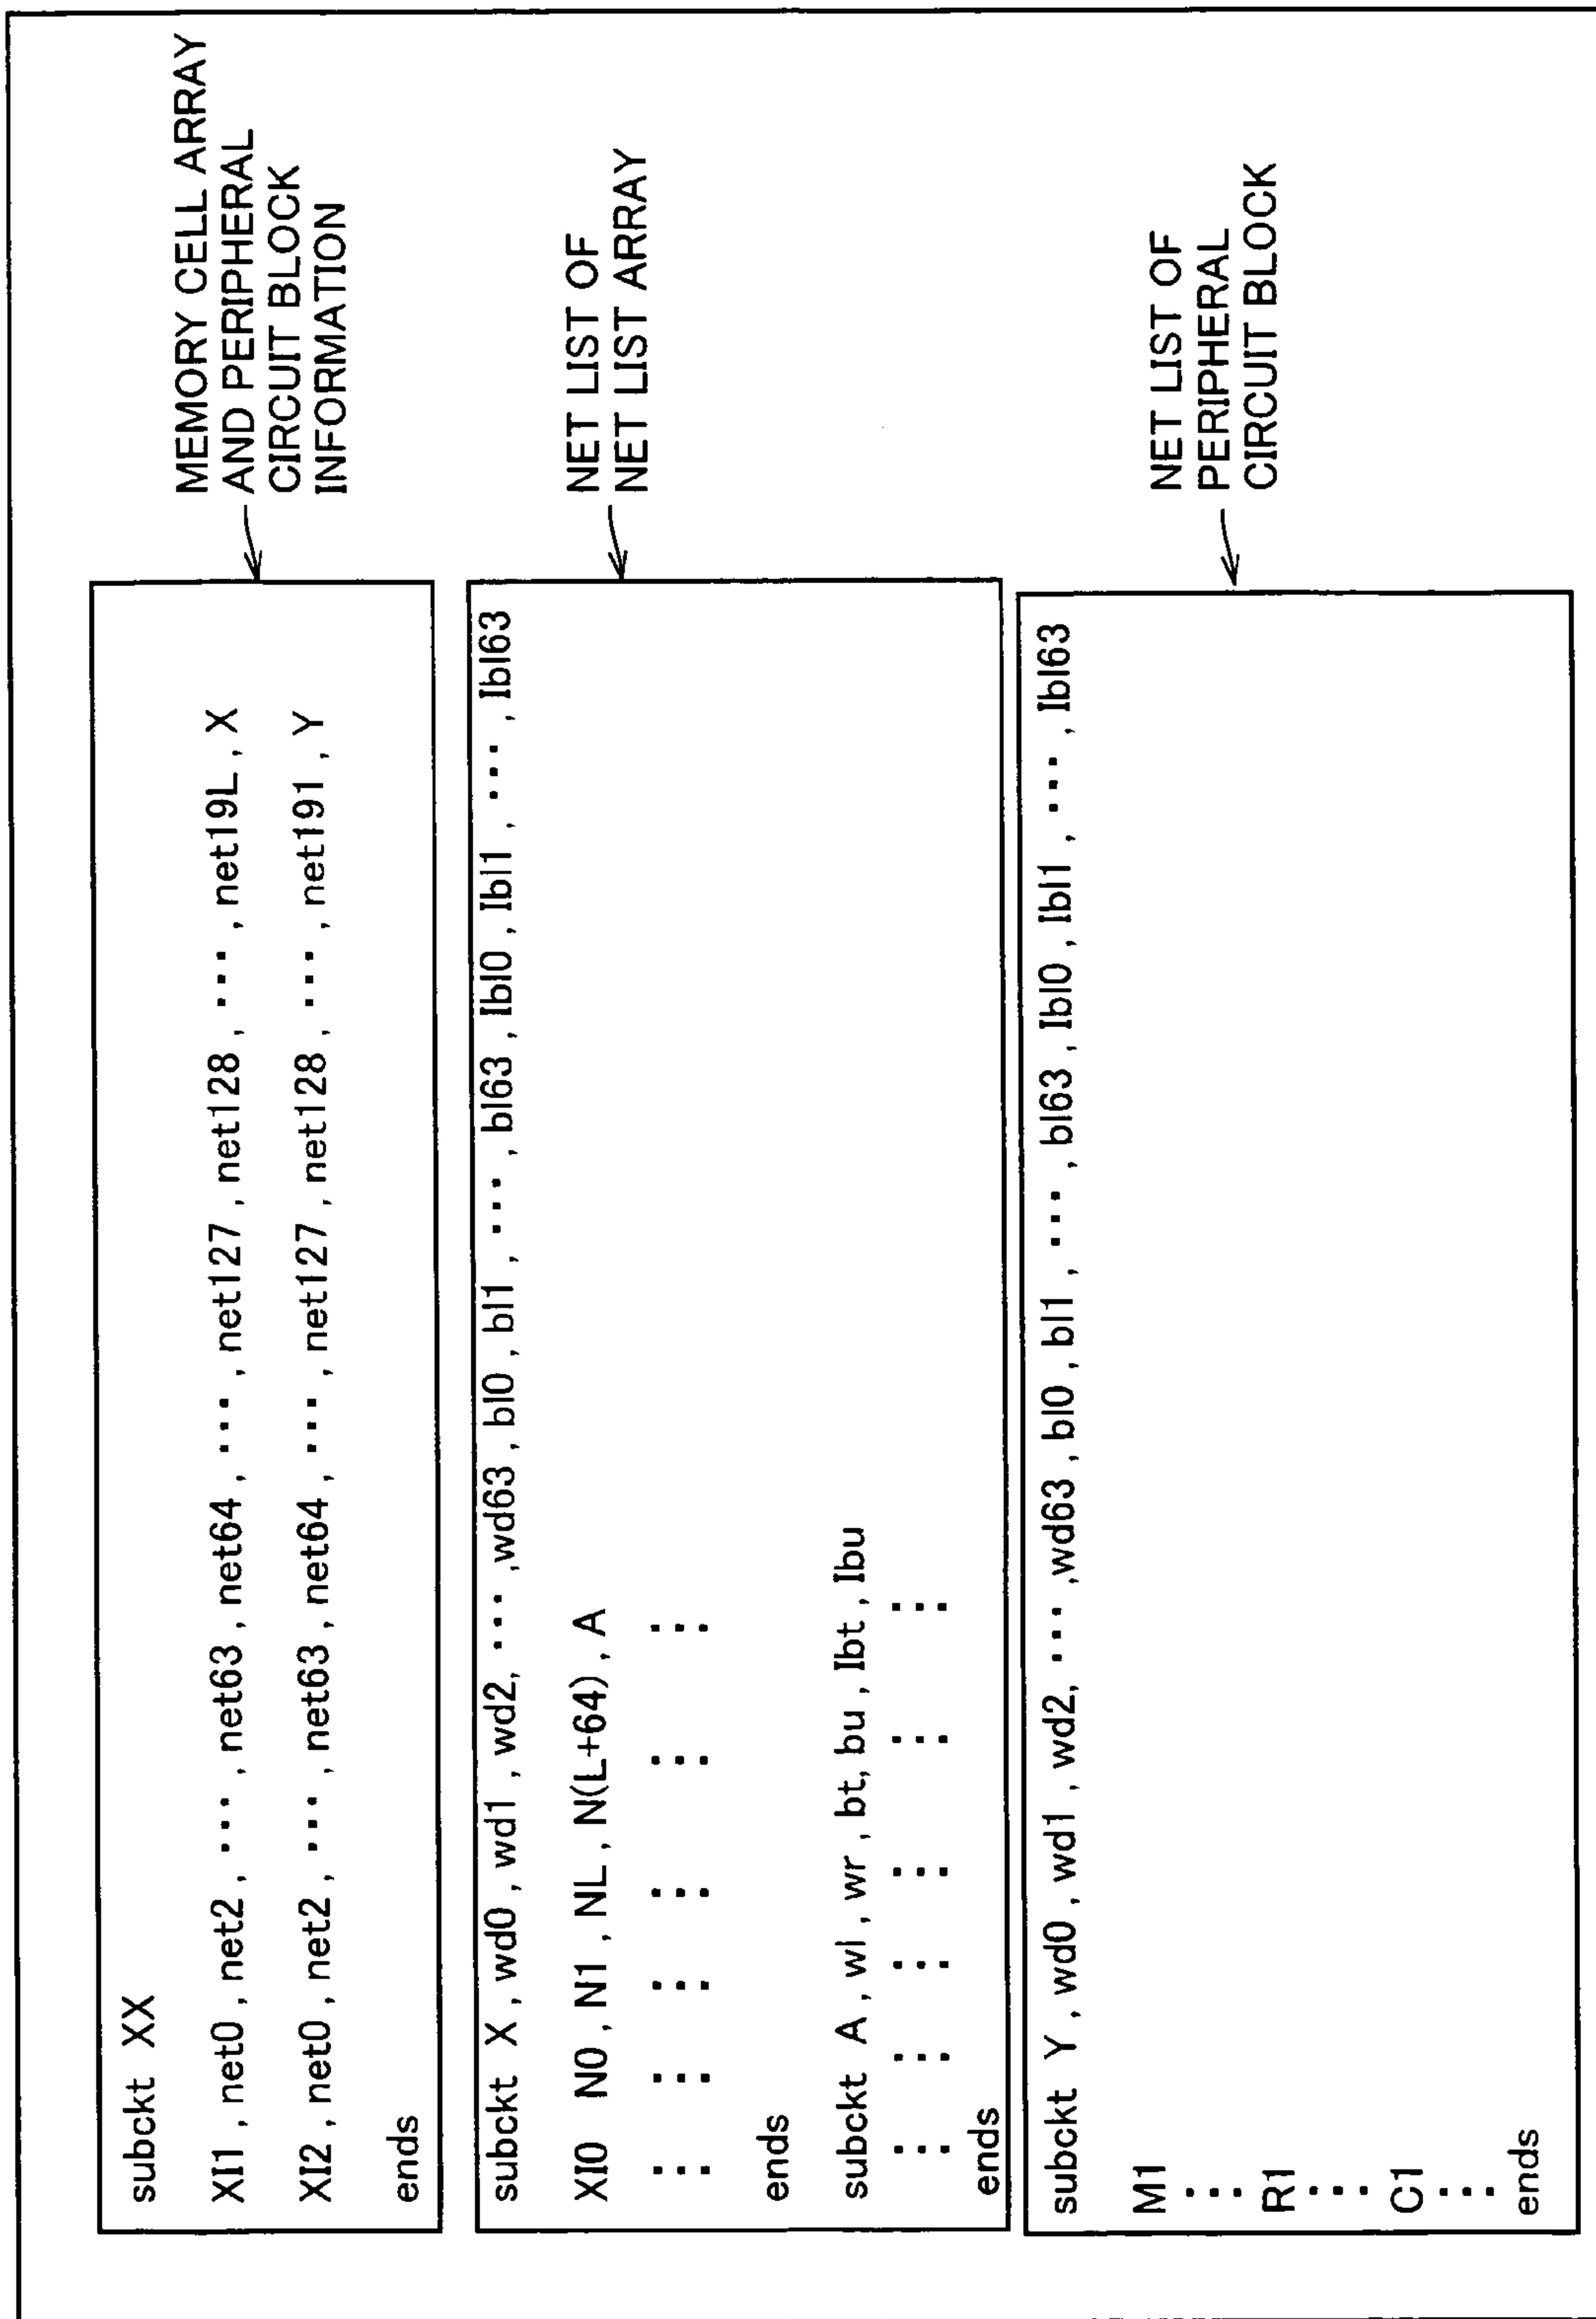 subckt XX
XI1 , net0 , net2 , ··· , net63 , net64 , ··· , net127 , net128 , ··· , net19L , X
XI2 , net0 , net2 , ··· , net63 , net64 , ··· , net127 , net128 , ··· , net191 , Y
ends
MEMORY CELL ARRAY
AND PERIPHERAL
CIRCUIT BLOCK
INFORMATION
subckt X , wd0 , wd1 , wd2, ··· ,wd63 , bl0 , bl1 , ··· , bl63 , Ibl0 , Ibl1 , ··· , Ibl63
XI0 N0 , N1 , NL , N(L+64) , A
ends
subckt A , wl , wr , bt, bu , Ibt , Ibu
ends
NET LIST OF
NET LIST ARRAY
subckt Y , wd0 , wd1 , wd2, ··· ,wd63 , bl0 , bl1 , ··· , bl63 , Ibl0 , Ibl1 , ··· , Ibl63
M1
R1
C1
ends
NET LIST OF
PERIPHERAL
CIRCUIT BLOCK